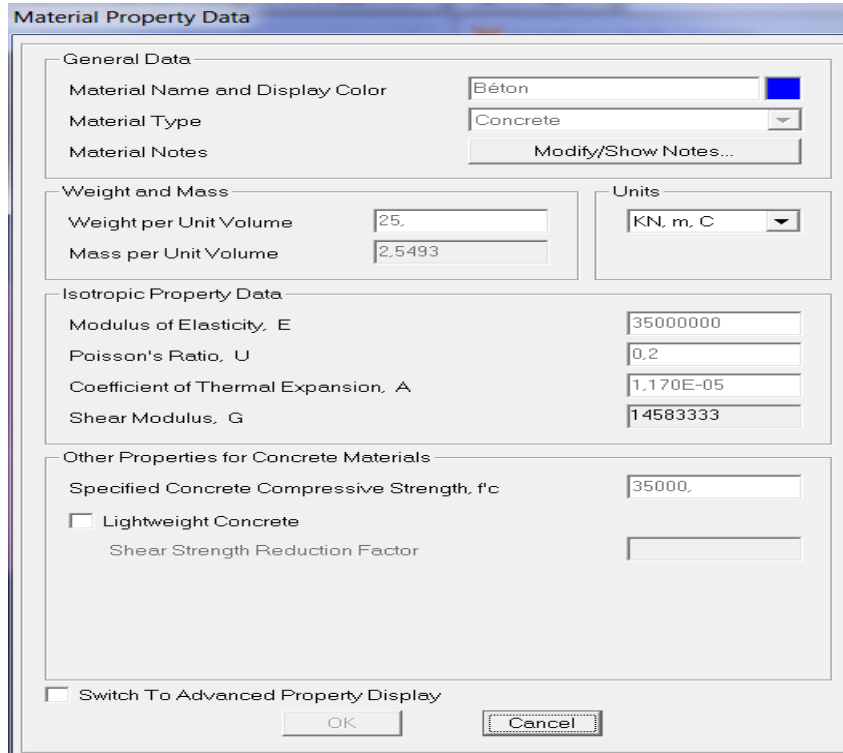 Material Property Data
General Data
Material Name and Display Color Béton
Material Type Concrete
Material Notes Modify/Show Notes...
Weight and Mass Units
Weight per Unit Volume 25, KN, m, C
Mass per Unit Volume 2,5493
Isotropic Property Data
Modulus of Elasticity, E 35000000
Poisson's Ratio, U 0,2
Coefficient of Thermal Expansion, A 1,170E-05
Shear Modulus, G 14583333
Other Properties for Concrete Materials
Specified Concrete Compressive Strength, f'c 35000,
Lightweight Concrete
Shear Strength Reduction Factor
Switch To Advanced Property Display
OK Cancel